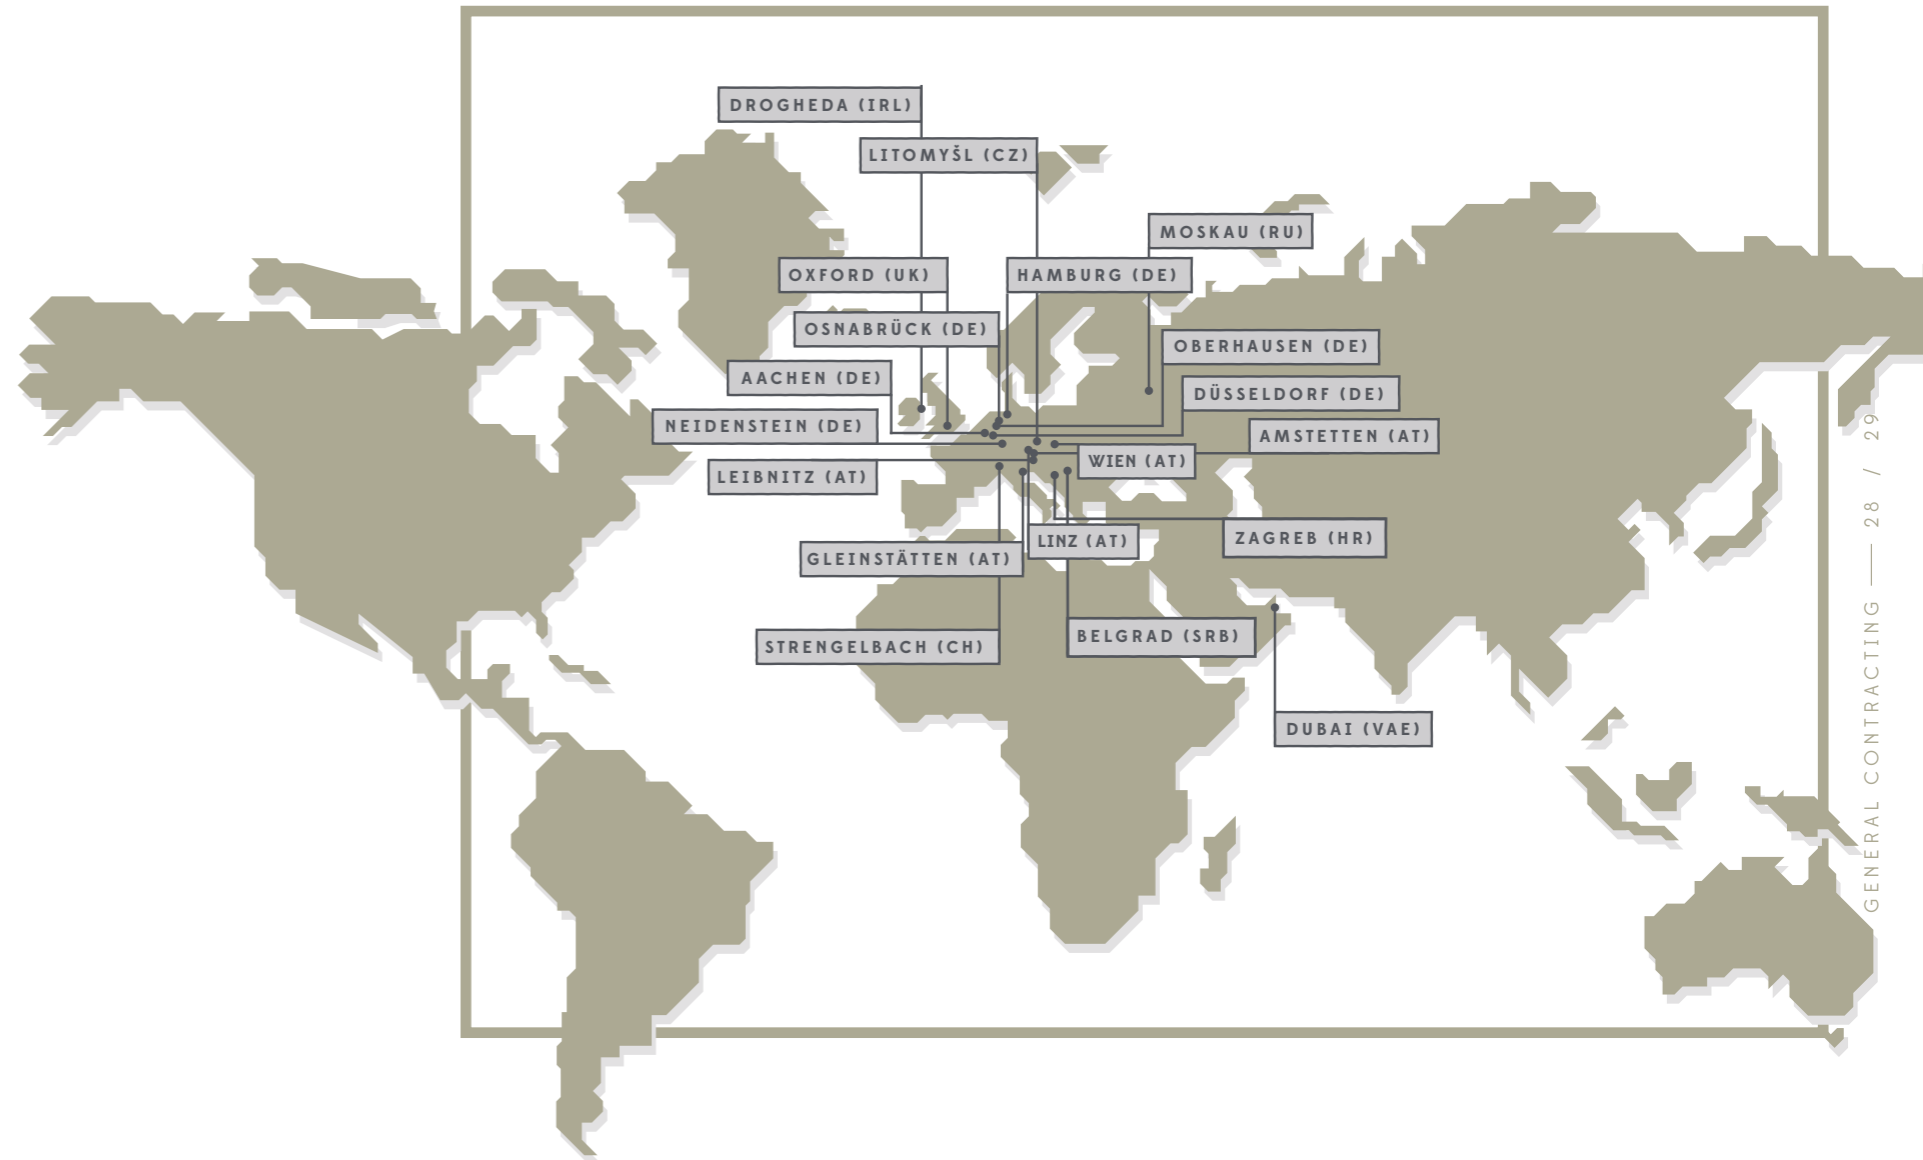 DROGHEDA (IRL)
LITOMYŠL (CZ)
MOSKAU (RU)
OXFORD (UK)
HAMBURG (DE)
OSNABRÜCK (DE)
OBERHAUSEN (DE)
AACHEN (DE)
DÜSSELDORF (DE)
NEIDENSTEIN (DE)
AMSTETTEN (AT)
WIEN (AT)
LEIBNITZ (AT)
ZAGREB (HR)
LINZ (AT)
GLEINSTÄTTEN (AT)
BELGRAD (SRB)
STRENGELBACH (CH)
DUBAI (VAE)
GENERAL CONTRACTING — 28 / 29